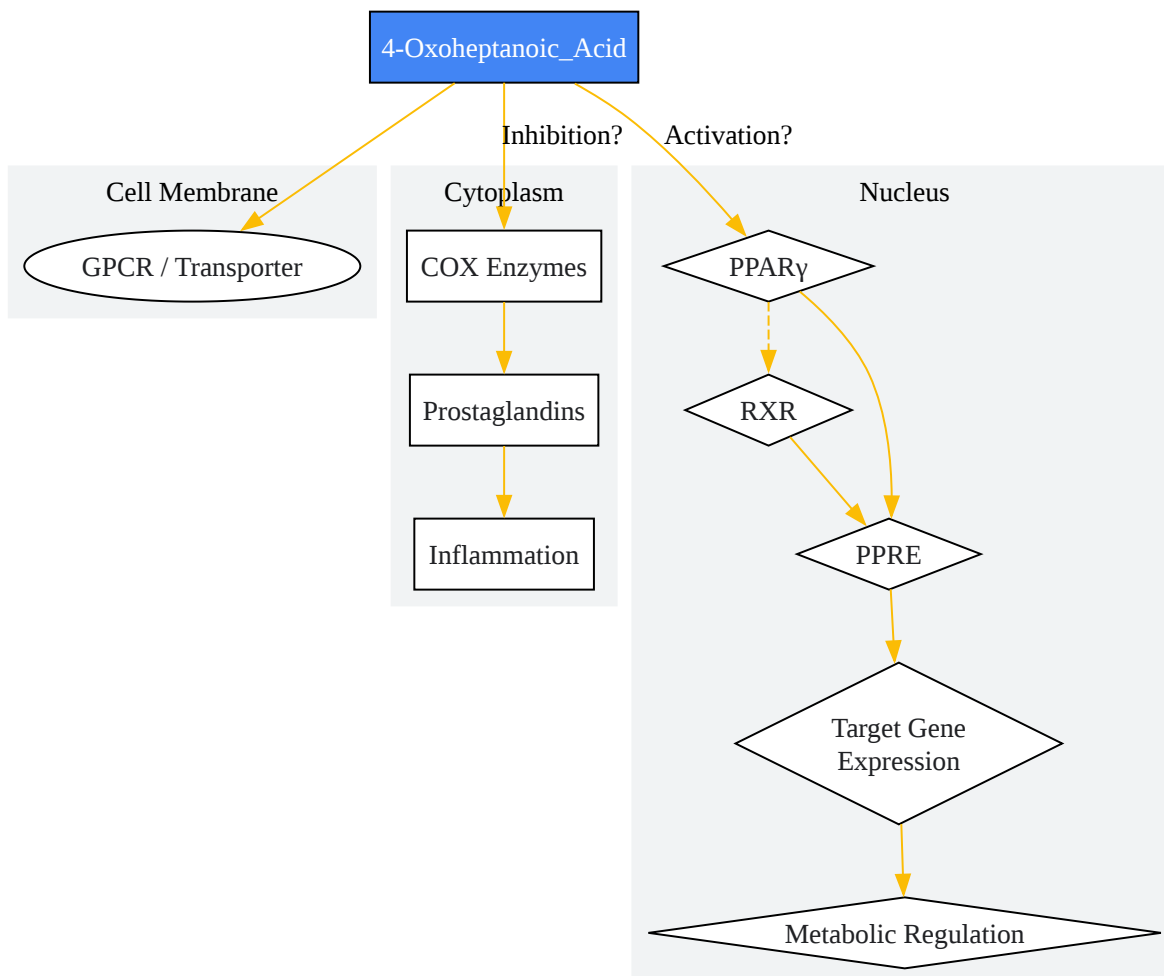 4-Oxoheptanoic_Acid
Inhibition?
Activation?
Cell Membrane
Cytoplasm
Nucleus
GPCR / Transporter
COX Enzymes
PPARγ
Prostaglandins
RXR
Inflammation
PPRE
Target Gene
Expression
Metabolic Regulation